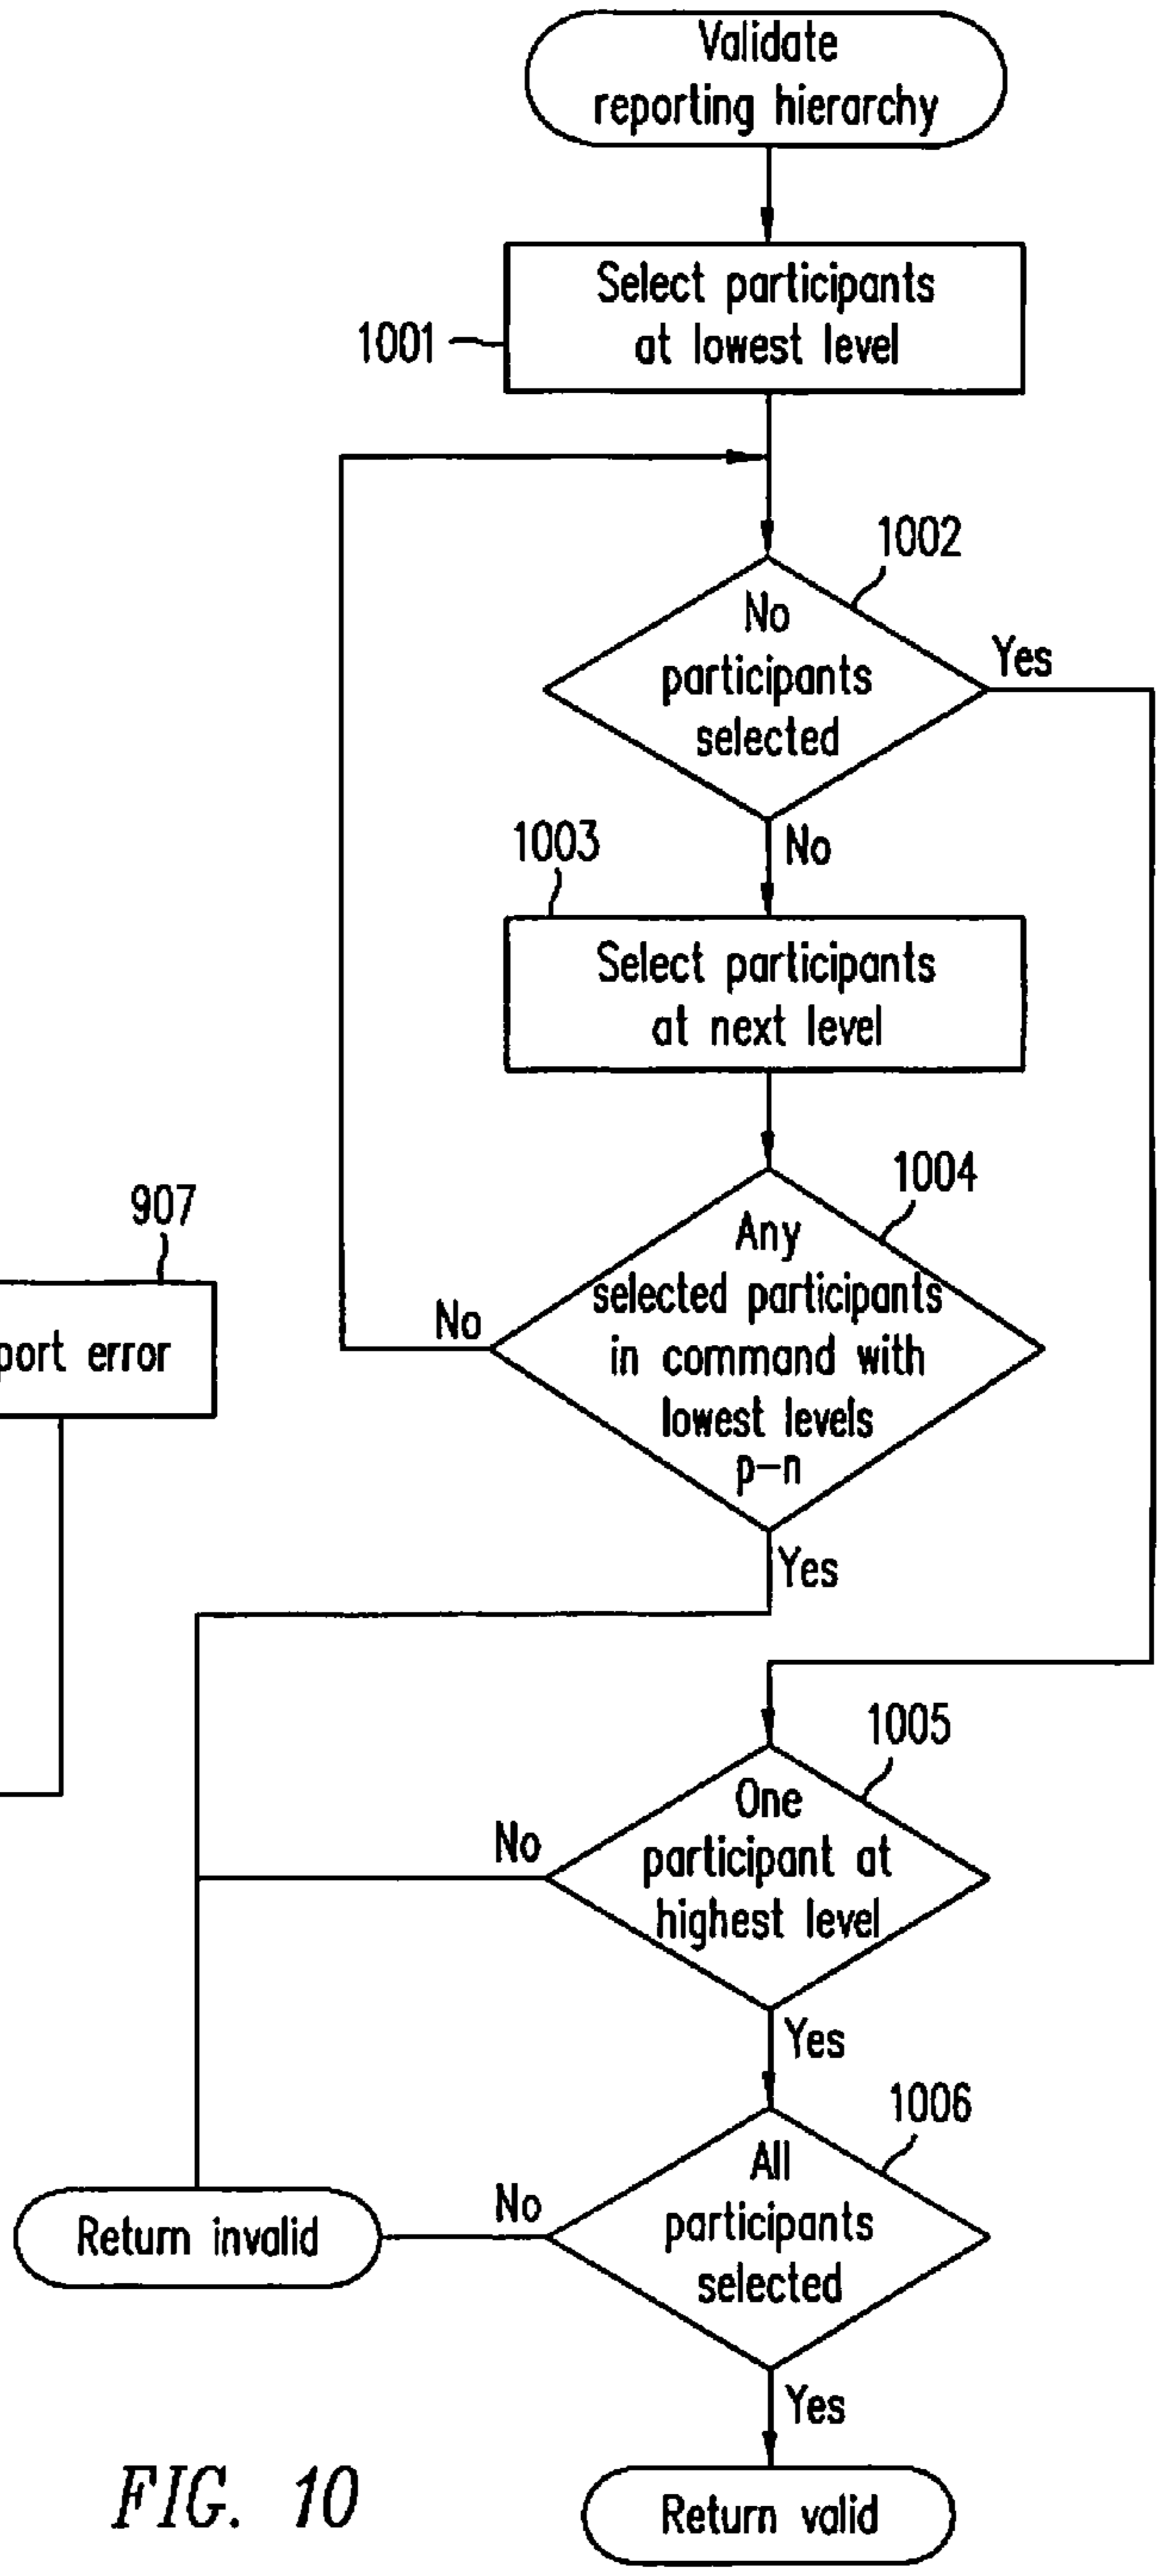 Validate
reporting hierarchy
Select participants
at lowest level
1001
1002
No
participants
selected
Yes
No
1003
Select participants
at next level
1004
Any
selected participants
in command with
lowest levels
p-n
No
Yes
907
port error
1005
One
participant at
highest level
No
Yes
1006
All
participants
selected
No
Return invalid
Yes
Return valid
FIG. 10